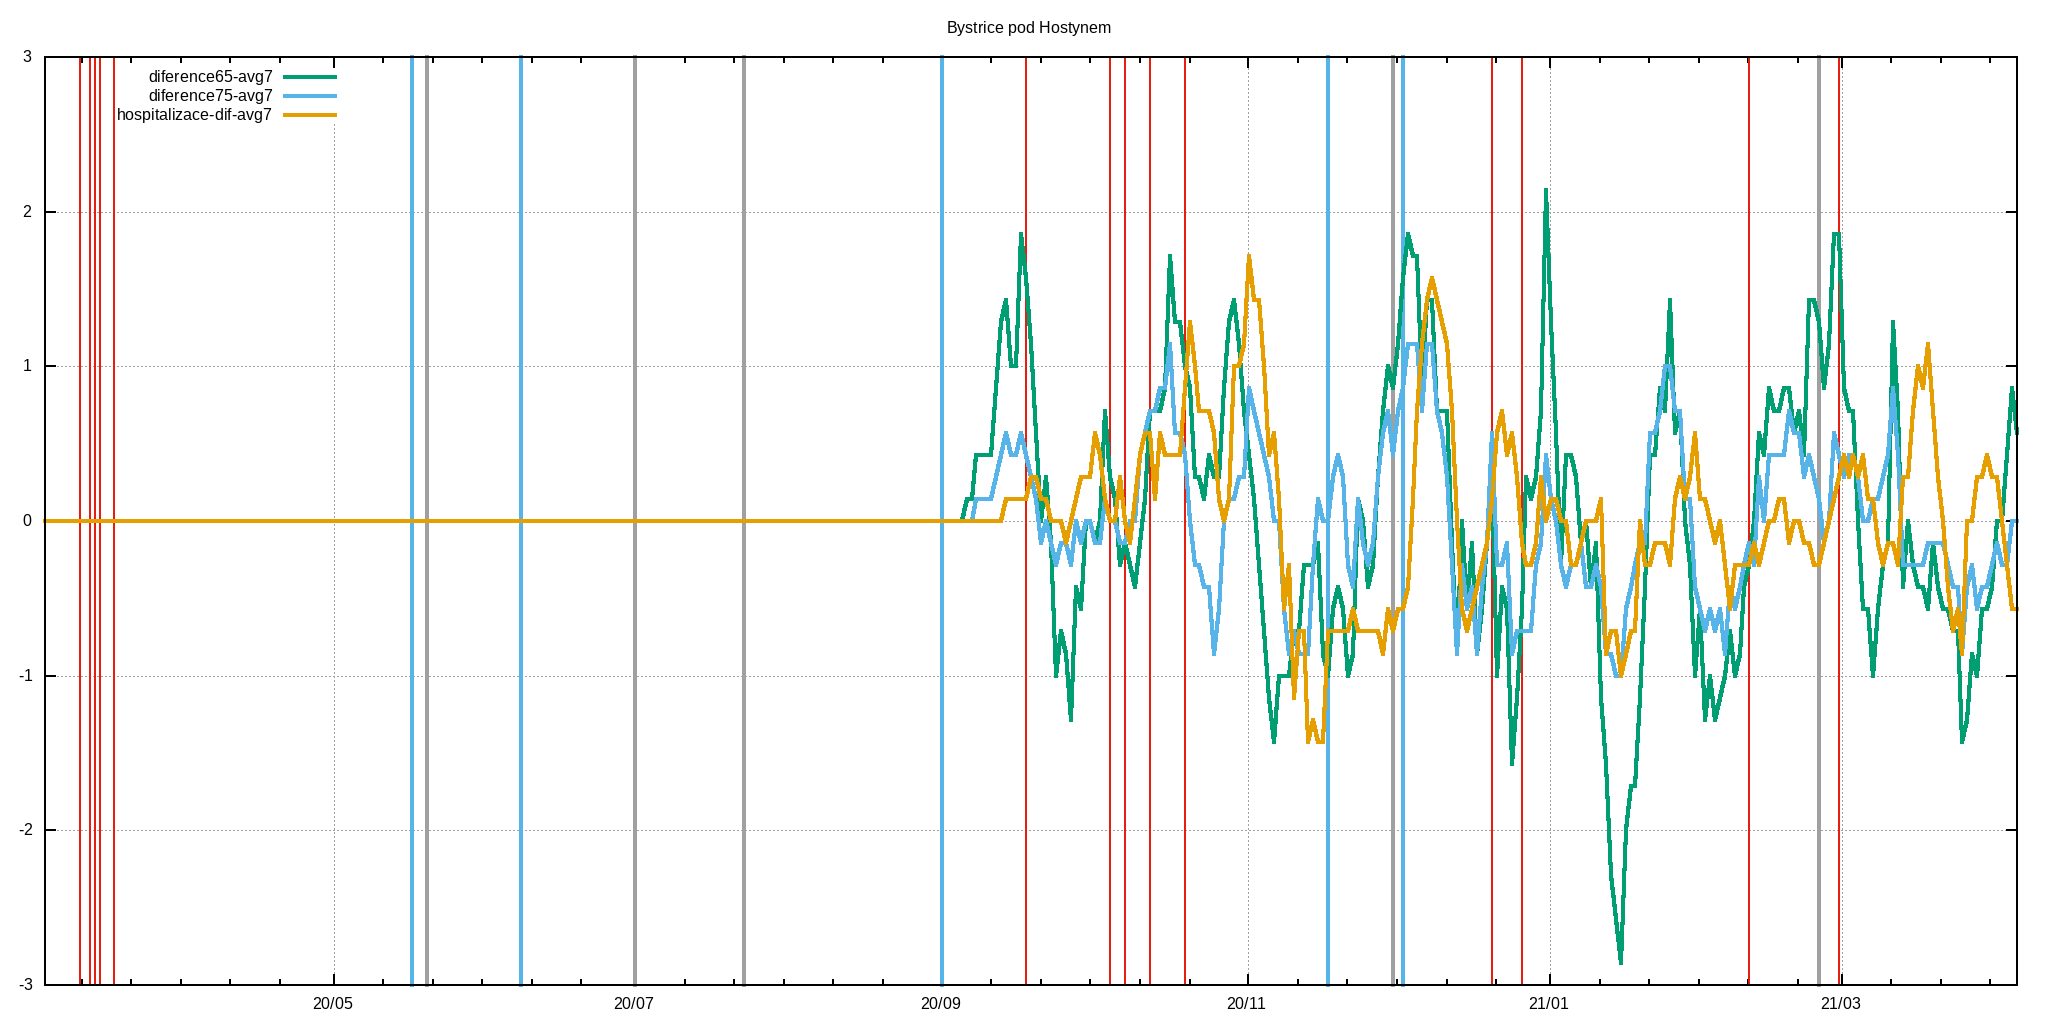 Bystrice pod Hostynem
diference65-avg7
diference75-avg7
hospitalizace-dif-avg7
3
2
1
0
-1
-2
-3
20/05 20/07 20/09 20/11 21/01 21/03